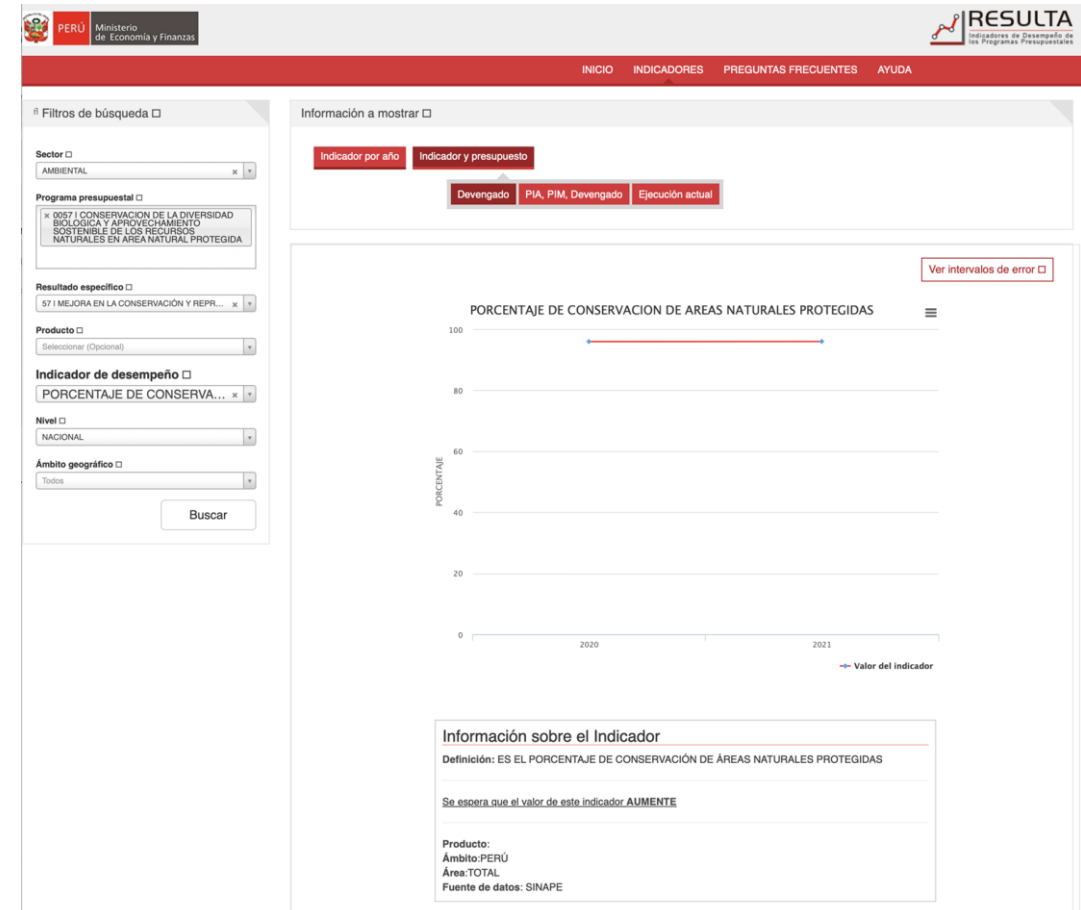 PERÚ
Ministerio
de Economía y Finanzas
RESULTA
Indicadores de Desempeño de
los Programas Presupuestales
INICIO INDICADORES PREGUNTAS FRECUENTES AYUDA
Filtros de búsqueda
Sector
AMBIENTAL
Programa presupuestal
× 0057 | CONSERVACION DE LA DIVERSIDAD
BIOLOGICA Y APROVECHAMIENTO
SOSTENIBLE DE LOS RECURSOS
NATURALES EN AREA NATURAL PROTEGIDA
Resultado específico
57 | MEJORA EN LA CONSERVACIÓN Y REPR...
Producto
Seleccionar (Opcional)
Indicador de desempeño
PORCENTAJE DE CONSERVA...
Nivel
NACIONAL
Ámbito geográfico
Todos
Buscar
Información a mostrar
Indicador por año Indicador y presupuesto
Devengado PIA, PIM, Devengado Ejecución actual
Ver intervalos de error
PORCENTAJE DE CONSERVACION DE AREAS NATURALES PROTEGIDAS
PORCENTAJE
100
80
60
40
20
0
2020 2021
Valor del indicador
Información sobre el Indicador
Definición: ES EL PORCENTAJE DE CONSERVACIÓN DE ÁREAS NATURALES PROTEGIDAS
Se espera que el valor de este indicador AUMENTE
Producto:
Ámbito:PERÚ
Área:TOTAL
Fuente de datos: SINAPE